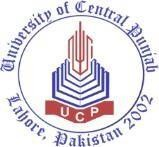 University of Central Punjab
UCP
Lahore, Pakistan 2002